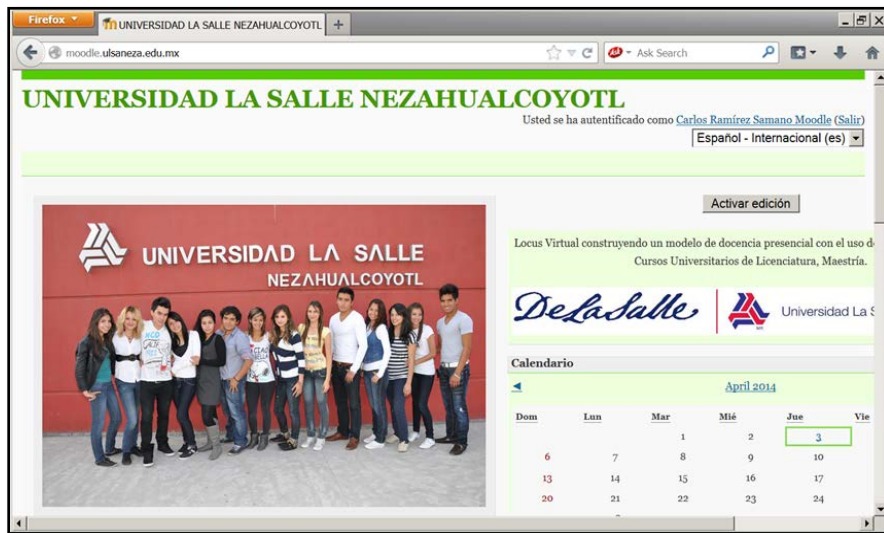 Firefox
UNIVERSIDAD LA SALLE NEZAHUALCOYOTL
moodle.ulsaneza.edu.mx
Ask Search
UNIVERSIDAD LA SALLE NEZAHUALCOYOTL
Usted se ha autentificado como Carlos Ramírez Samano Moodle (Salir)
Español - Internacional (es)
Activar edición
UNIVERSIDAD LA SALLE
NEZAHUALCOYOTL
Locus Virtual construyendo un modelo de docencia presencial con el uso d
Cursos Universitarios de Licenciatura, Maestría.
De La Salle
Universidad La S
Calendario
April 2014
Dom Lun Mar Mié Jue Vie
1 2 3
6 7 8 9 10
13 14 15 16 17
20 21 22 23 24